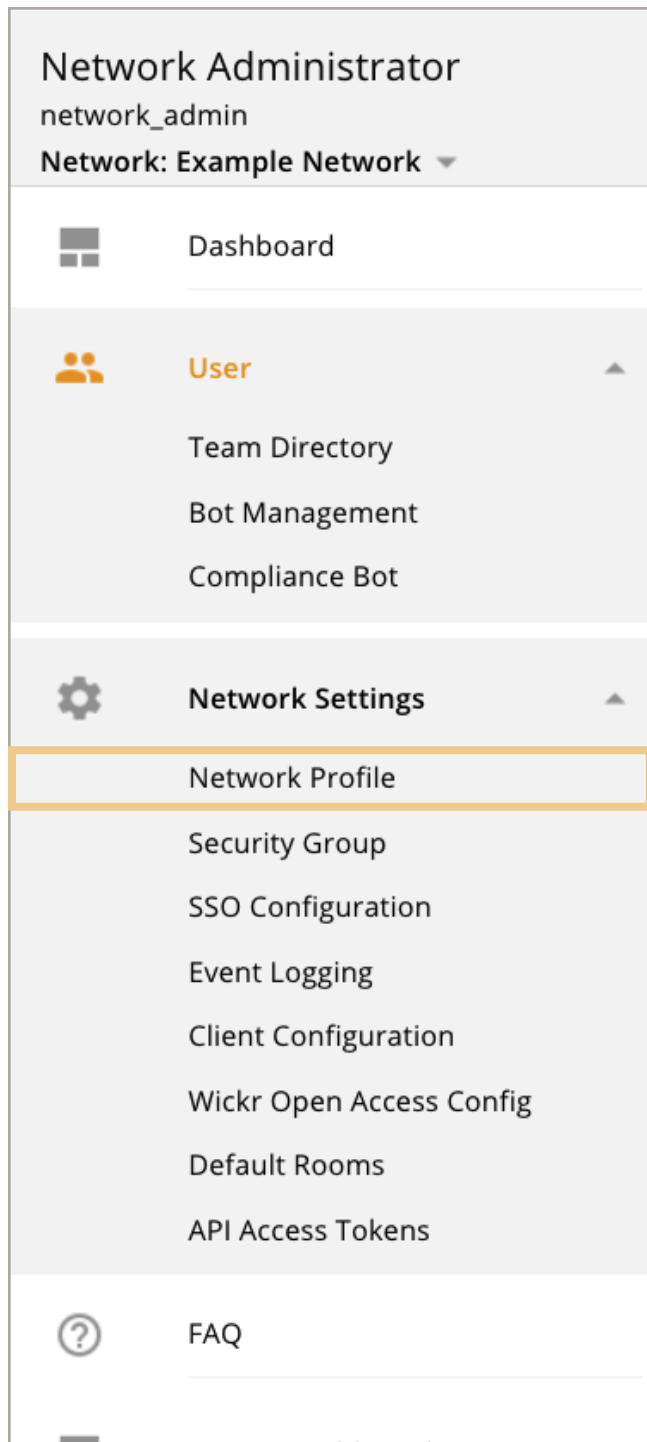 Network Administrator
network_admin
Network: Example Network
Dashboard
User
Team Directory
Bot Management
Compliance Bot
Network Settings
Network Profile
Security Group
SSO Configuration
Event Logging
Client Configuration
Wickr Open Access Config
Default Rooms
API Access Tokens
FAQ